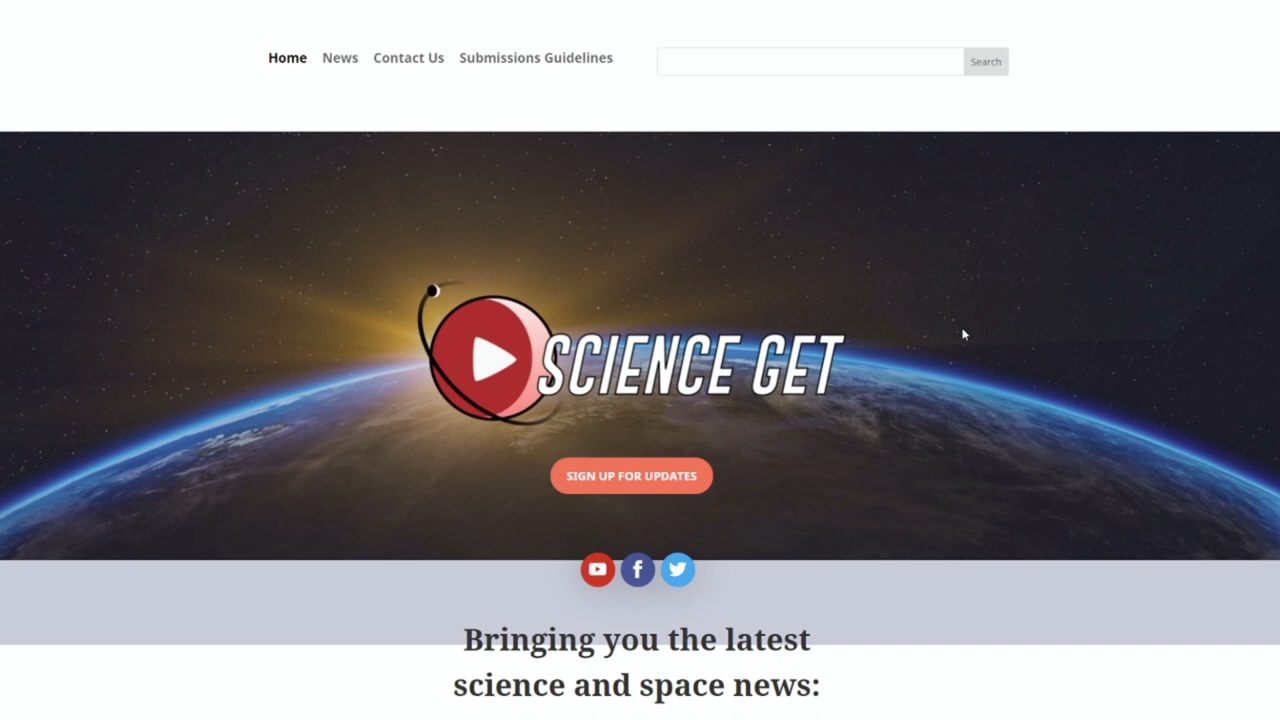 Home News Contact Us Submissions Guidelines
Search
SCIENCE GET
SIGN UP FOR UPDATES
Bringing you the latest
science and space news: